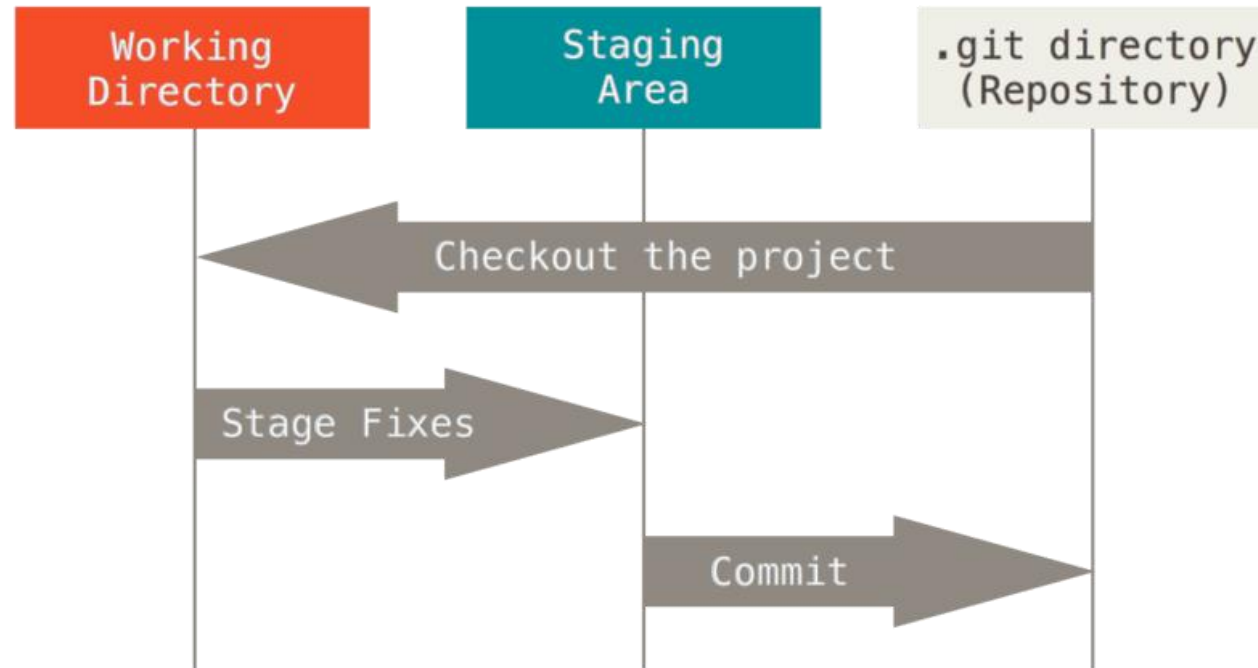 Working
Directory
Staging
Area
.git directory
(Repository)
Checkout the project
Stage Fixes
Commit